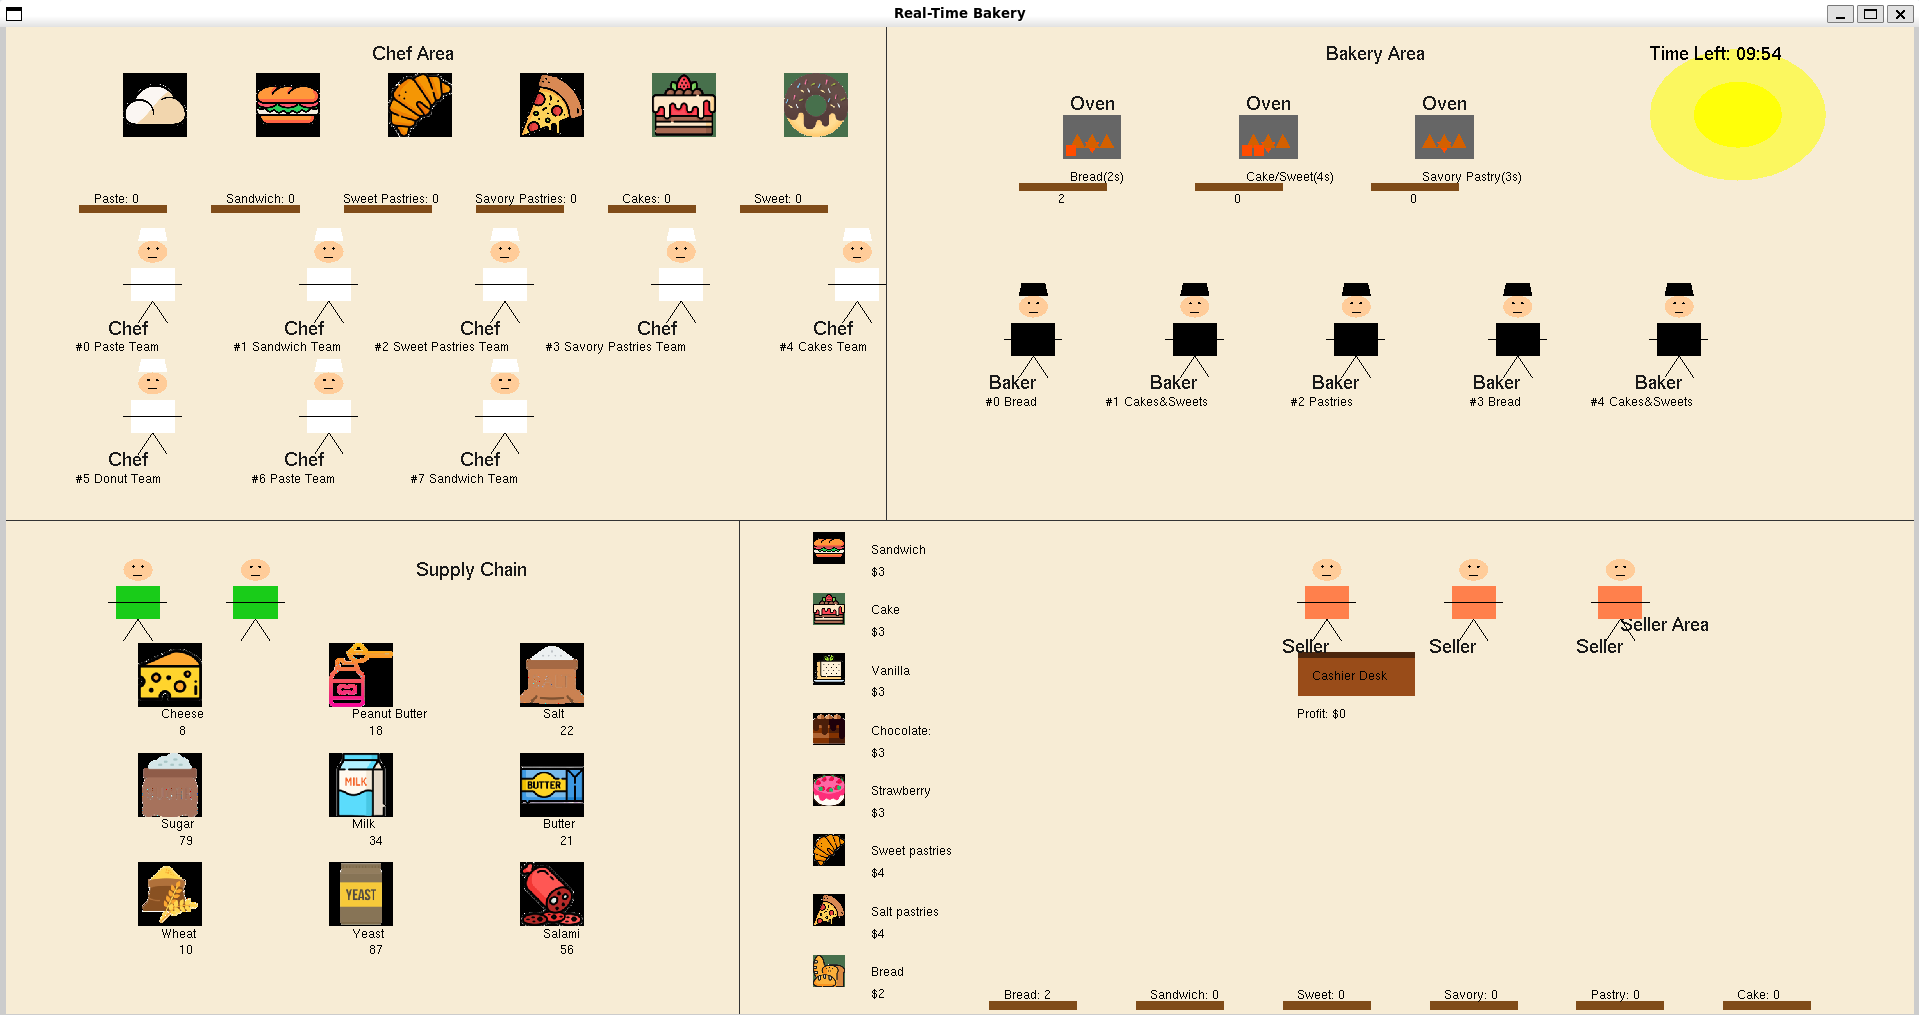 Real-Time Bakery
Chef Area
Paste: 0
Sandwich: 0
Sweet Pastries: 0
Savory Pastries: 0
Cakes: 0
Sweet: 0
Chef
Chef
Chef
Chef
Chef
#0 Paste Team
#1 Sandwich Team
#2 Sweet Pastries Team
#3 Savory Pastries Team
#4 Cakes Team
Chef
Chef
Chef
#5 Donut Team
#6 Paste Team
#7 Sandwich Team
Bakery Area
Time Left: 09:54
Oven
Oven
Oven
Bread(2s)
Cake/Sweet(4s)
Savory Pastry(3s)
2
0
0
Baker
Baker
Baker
Baker
Baker
#0 Bread
#1 Cakes&Sweets
#2 Pastries
#3 Bread
#4 Cakes&Sweets
Supply Chain
Cheese
8
Peanut Butter
18
Salt
22
MILK
BUTTER
Sugar
79
Milk
34
Butter
21
YEAST
Wheat
10
Yeast
87
Salami
56
Sandwich
$3
Cake
$3
Vanilla
$3
Chocolate:
$3
Strawberry
$3
Sweet pastries
$4
Salt pastries
$4
Bread
$2
Seller Area
Seller
Seller
Seller
Cashier Desk
Profit: $0
Bread: 2
Sandwich: 0
Sweet: 0
Savory: 0
Pastry: 0
Cake: 0